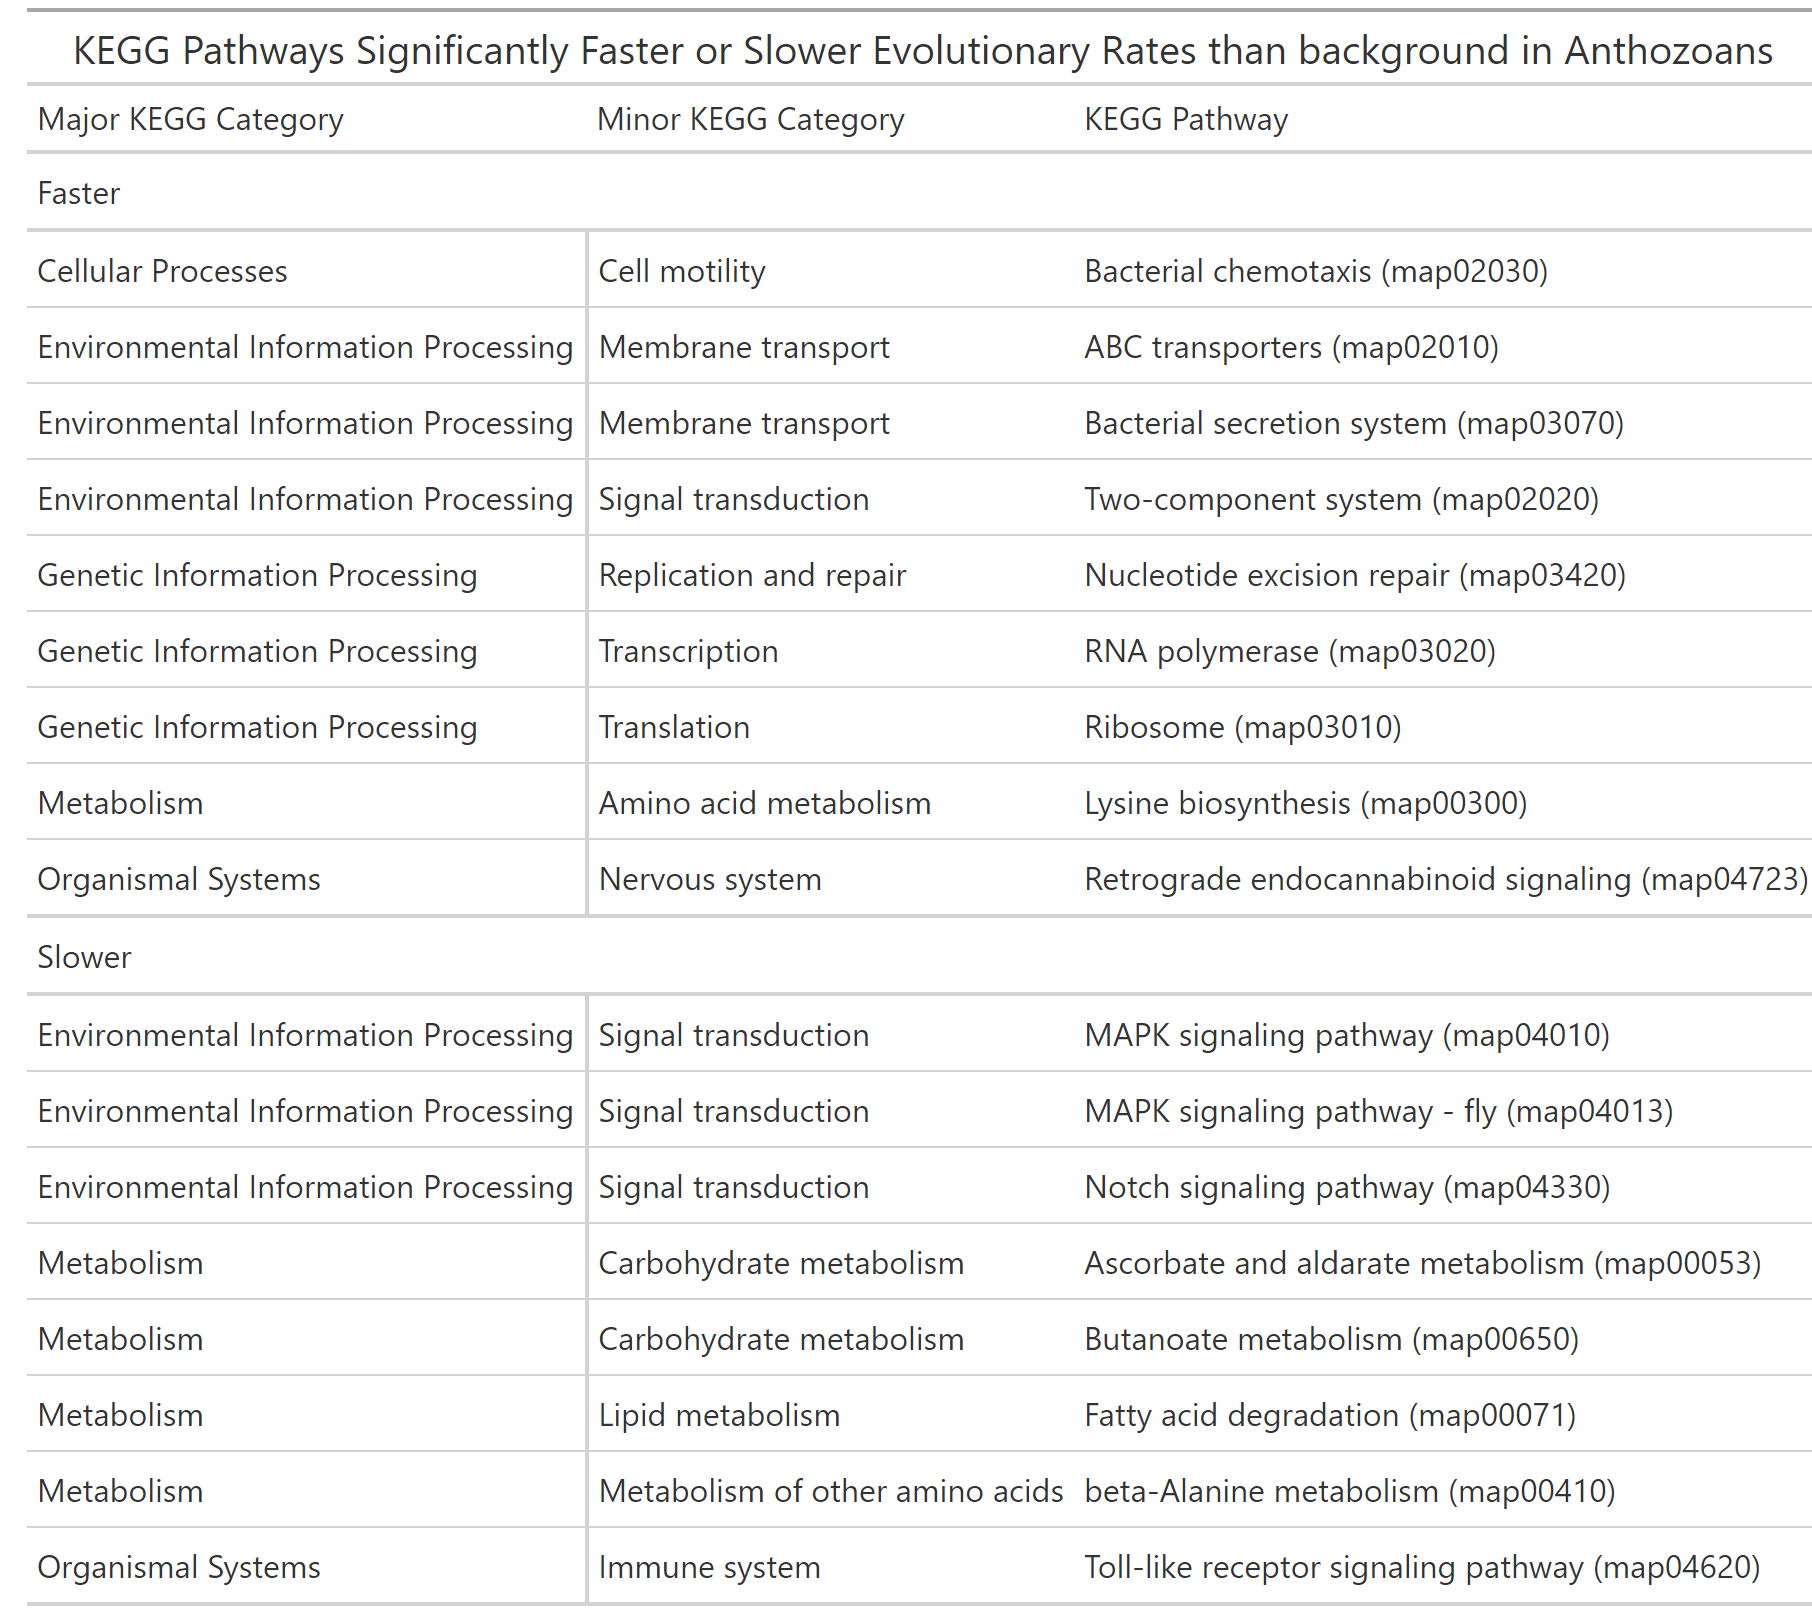 KEGG Pathways Significantly Faster or Slower Evolutionary Rates than background in Anthozoans
Major KEGG Category Minor KEGG Category KEGG Pathway
Faster
Cellular Processes Cell motility Bacterial chemotaxis (map02030)
Environmental Information Processing Membrane transport ABC transporters (map02010)
Environmental Information Processing Membrane transport Bacterial secretion system (map03070)
Environmental Information Processing Signal transduction Two-component system (map02020)
Genetic Information Processing Replication and repair Nucleotide excision repair (map03420)
Genetic Information Processing Transcription RNA polymerase (map03020)
Genetic Information Processing Translation Ribosome (map03010)
Metabolism Amino acid metabolism Lysine biosynthesis (map00300)
Organismal Systems Nervous system Retrograde endocannabinoid signaling (map04723)
Slower
Environmental Information Processing Signal transduction MAPK signaling pathway (map04010)
Environmental Information Processing Signal transduction MAPK signaling pathway - fly (map04013)
Environmental Information Processing Signal transduction Notch signaling pathway (map04330)
Metabolism Carbohydrate metabolism Ascorbate and aldarate metabolism (map00053)
Metabolism Carbohydrate metabolism Butanoate metabolism (map00650)
Metabolism Lipid metabolism Fatty acid degradation (map00071)
Metabolism Metabolism of other amino acids beta-Alanine metabolism (map00410)
Organismal Systems Immune system Toll-like receptor signaling pathway (map04620)